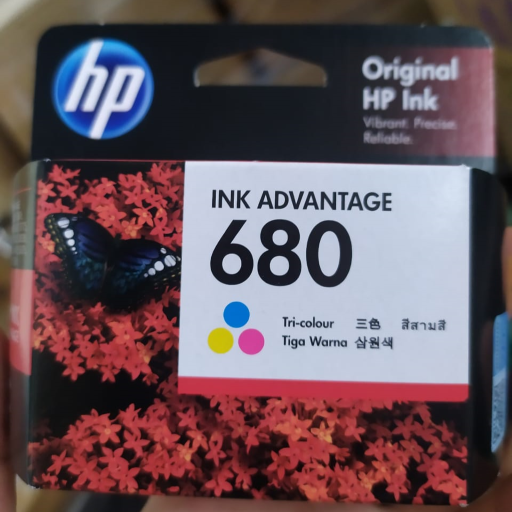 hp
Original
HP Ink
Vibrant. Precise.
Reliable.
INK ADVANTAGE
680
Tri-colour 三色 สีสามสี
Tiga Warna 삼원색